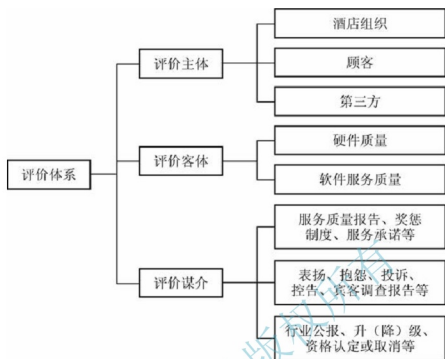 酒店组织
评价主体
顾客
第三方
硬件质量
评价体系
评价客体
软件服务质量
服务质量报告、奖惩
制度、服务承诺等
评价谋介
表扬、抱怨、投诉、
控告、宾客调查报告等
行业公报、升（降）级、
资格认定或取消等
版权所有